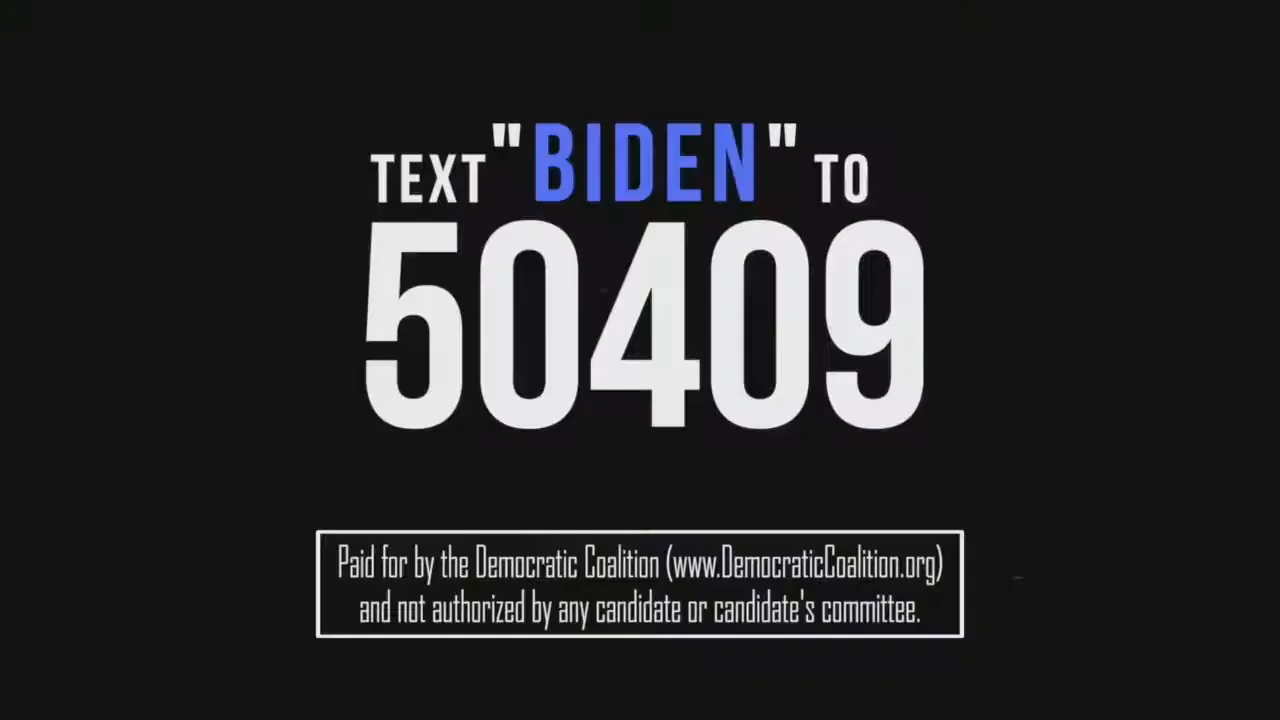 TEXT "BIDEN" TO
50409
Paid for by the Democratic Coalition (www.DemocraticCoalition.org)
and not authorized by any candidate or candidate's committee.